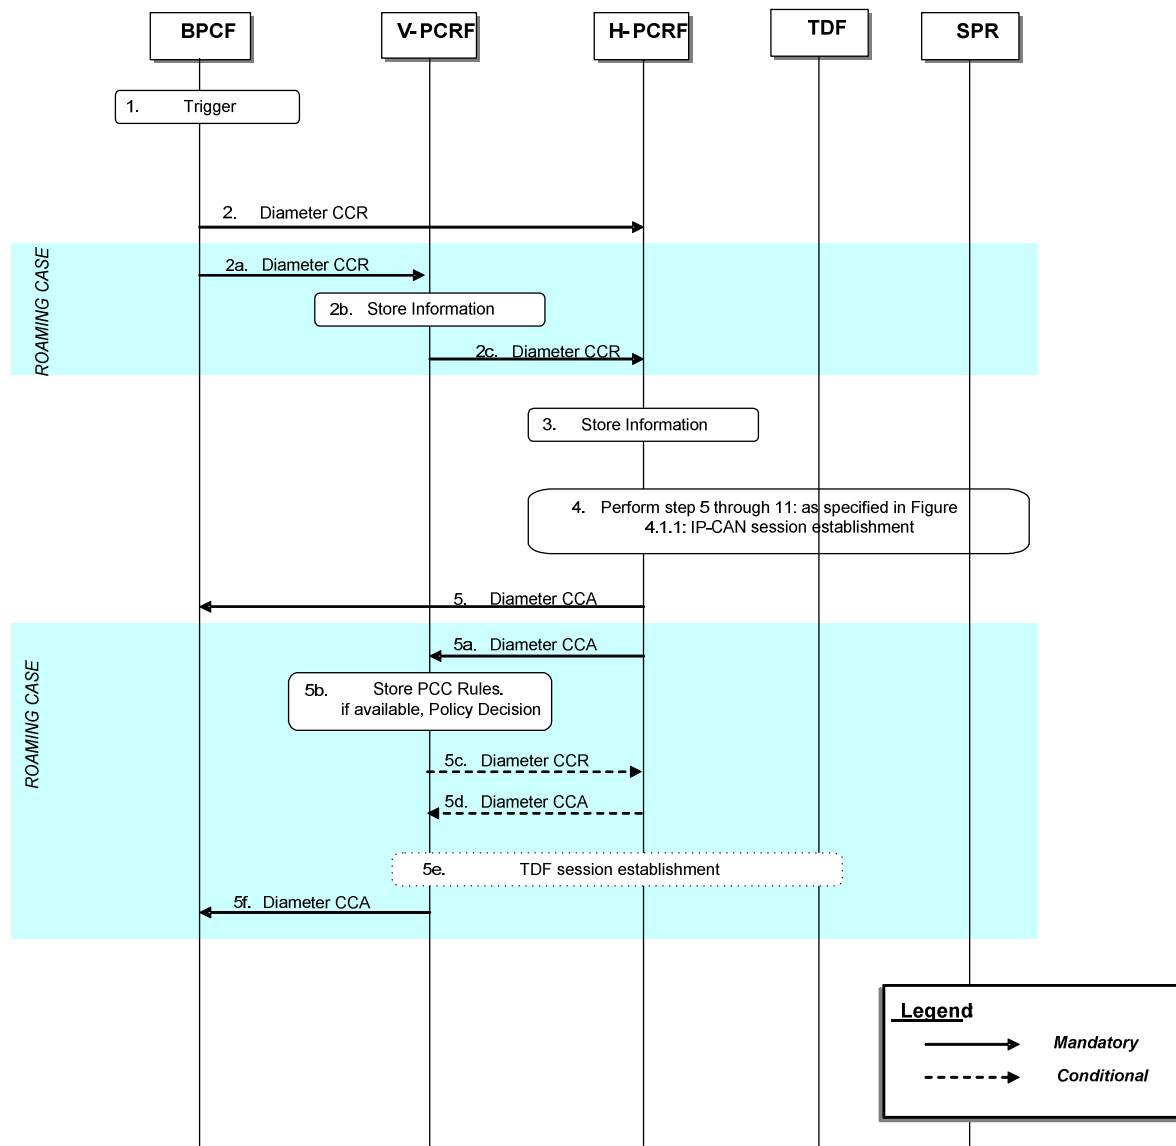 BPCF
V-PCRF
H-PCRF
TDF
SPR
1. Trigger
2. Diameter CCR
ROAMING CASE
2a. Diameter CCR
2b. Store Information
2c. Diameter CCR
3. Store Information
4. Perform step 5 through 11: as specified in Figure
4.1.1: IP-CAN session establishment
5. Diameter CCA
ROAMING CASE
5a. Diameter CCA
5b. Store PCC Rules.
if available, Policy Decision
5c. Diameter CCR
5d. Diameter CCA
5e. TDF session establishment
5f. Diameter CCA
Legend:
Mandatory
Conditional